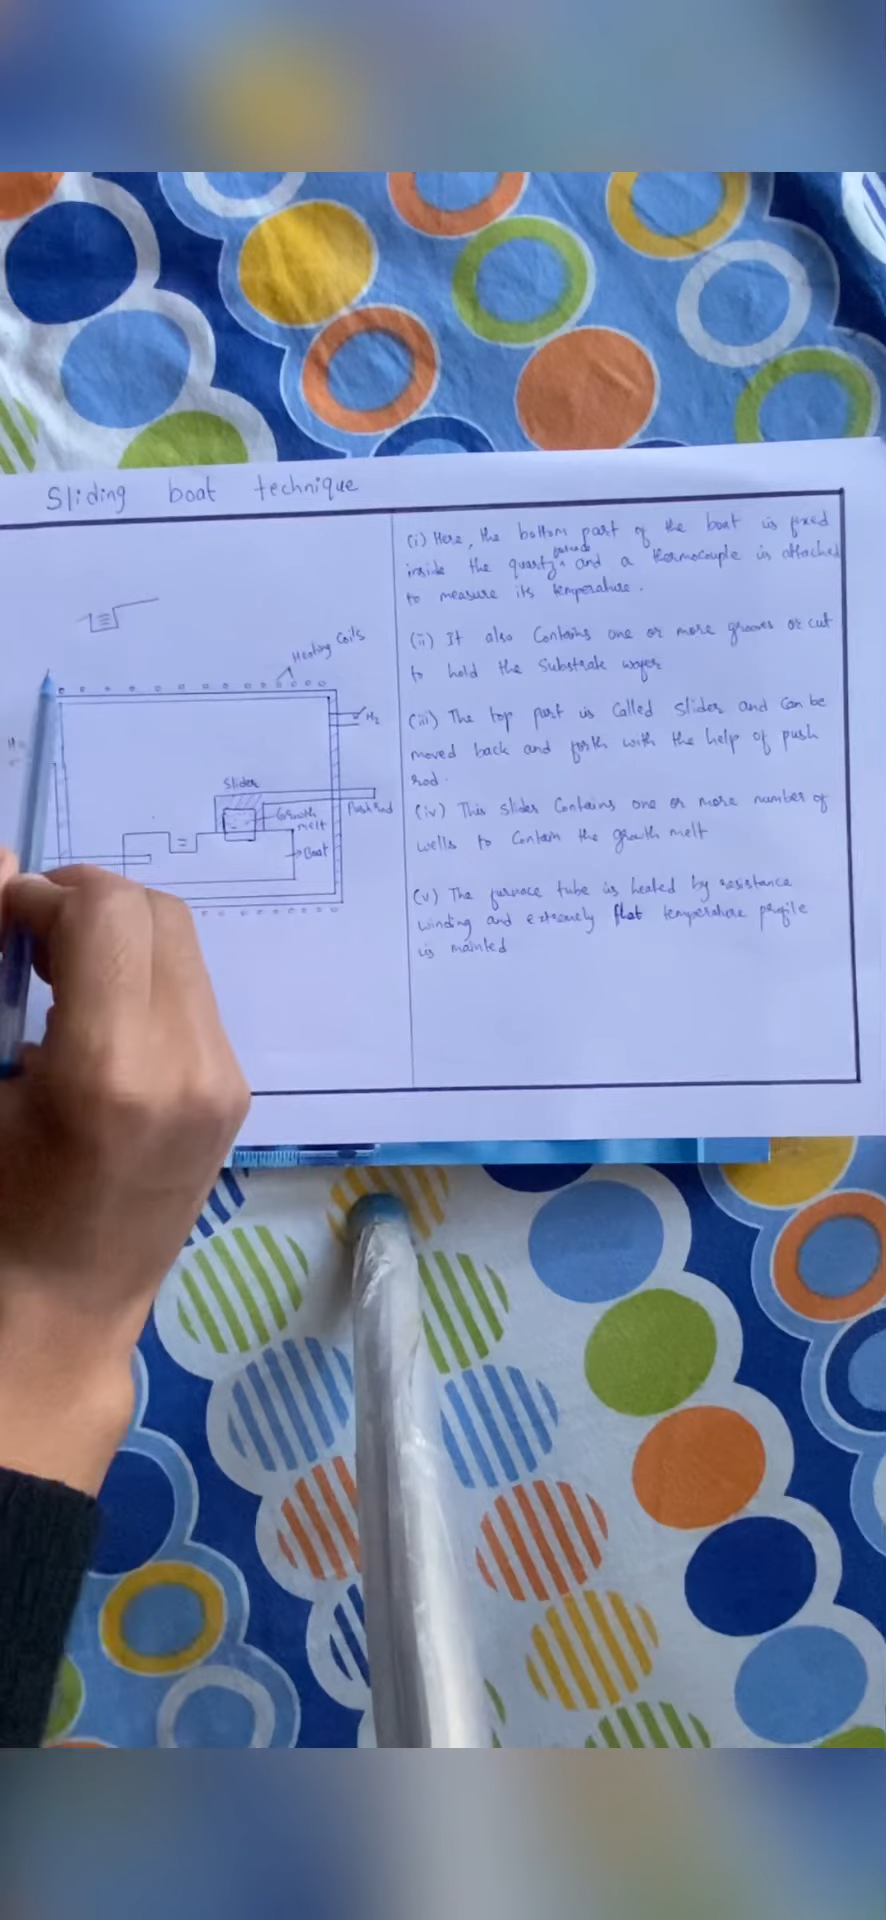 Sliding boat technique
Heating Coils
H₂
Slider
Growth
melt
Push rod
Boat
(i) Here, the bottom part of the boat is fixed
inside the quartz and a thermocouple is attached
to measure its temperature.
(ii) It also Contains one or more grooves or cut
to hold the Substrate wafer
(iii) The top part is called slider and can be
moved back and forth with the help of push
rod.
(iv) This slider Contains one or more number of
wells to Contain the growth melt
(v) The furnace tube is heated by resistance
winding and extremely flat temperature profile
is mainted